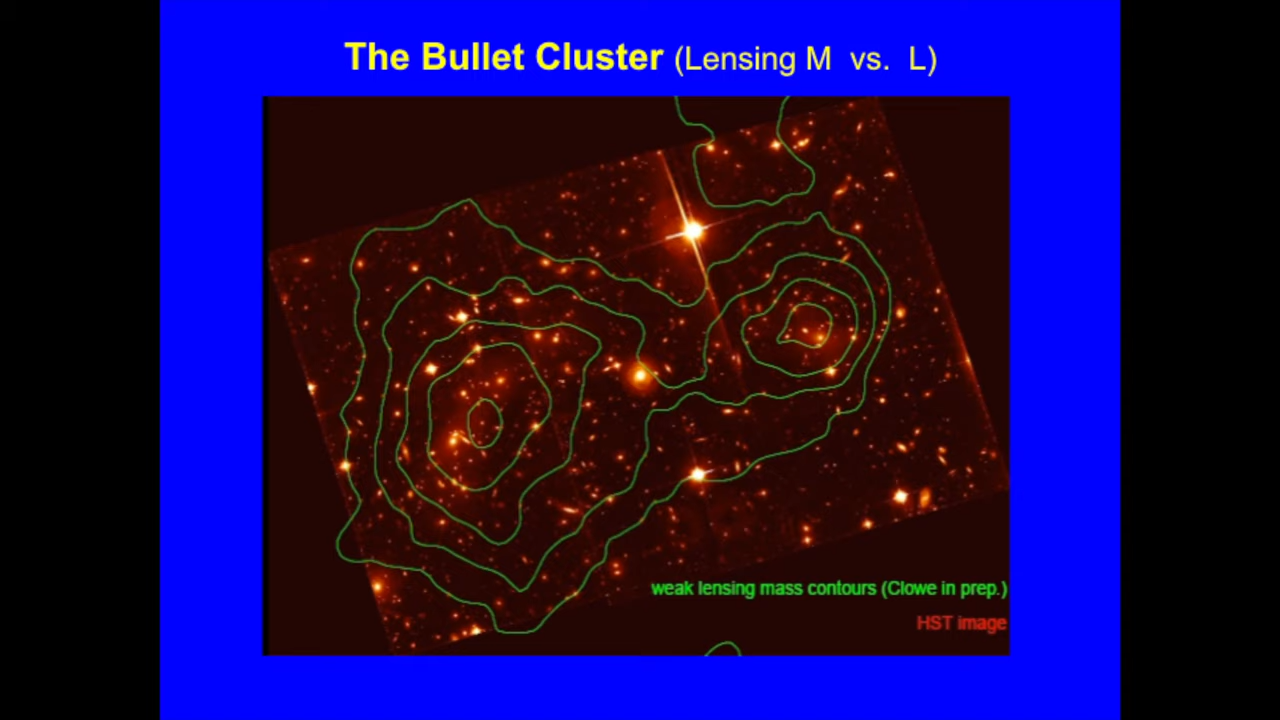 The Bullet Cluster (Lensing M vs. L)
weak lensing mass contours (Clowe in prep.)
HST image